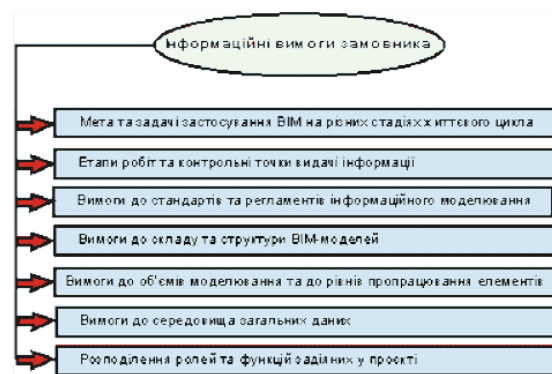 Інформаційні вимоги замовника
Мета та задачі застосування BIM на різних стадіях життєвого цикла
Етапи робіт та контрольні точки видачі інформації
Вимоги до стандартів та регламентів інформаційного моделювання
Вимоги до складу та структури BIM-моделей
Вимоги до об'ємів моделювання та до рівнів пропрацювання елементів
Вимоги до середовища загальних даних
Розподілення ролей та функцій задіяних у проєкті